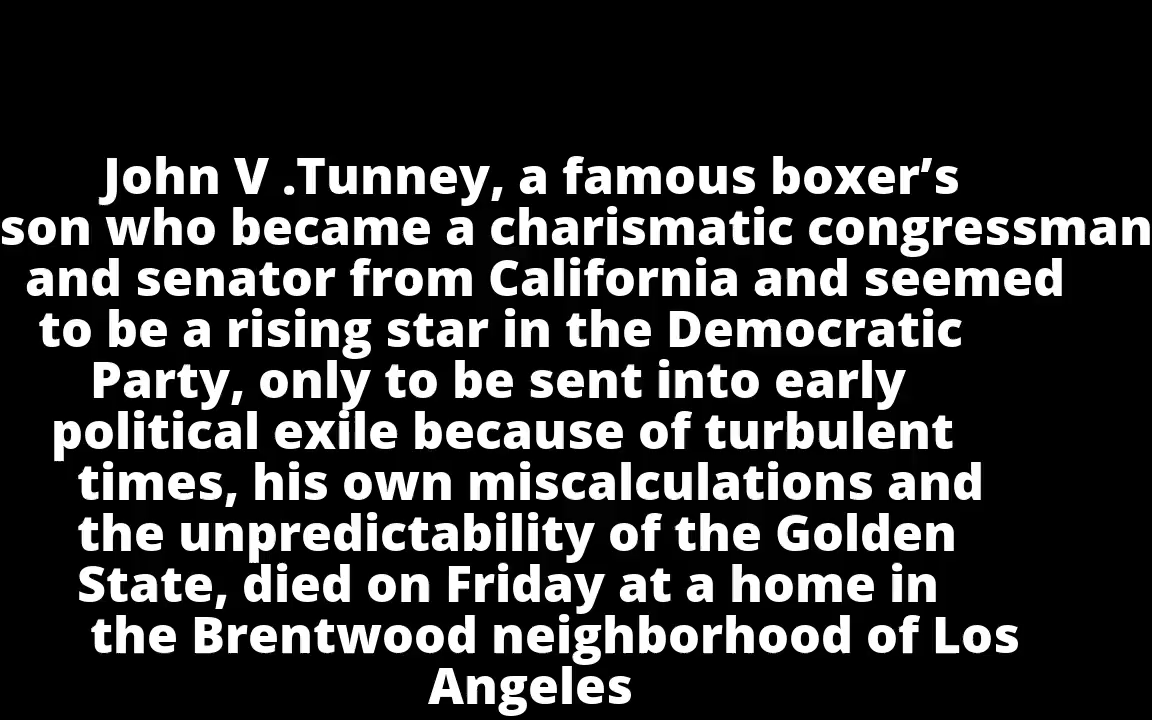 John V .Tunney, a famous boxer’s
son who became a charismatic congressman
and senator from California and seemed
to be a rising star in the Democratic
Party, only to be sent into early
political exile because of turbulent
times, his own miscalculations and
the unpredictability of the Golden
State, died on Friday at a home in
the Brentwood neighborhood of Los
Angeles